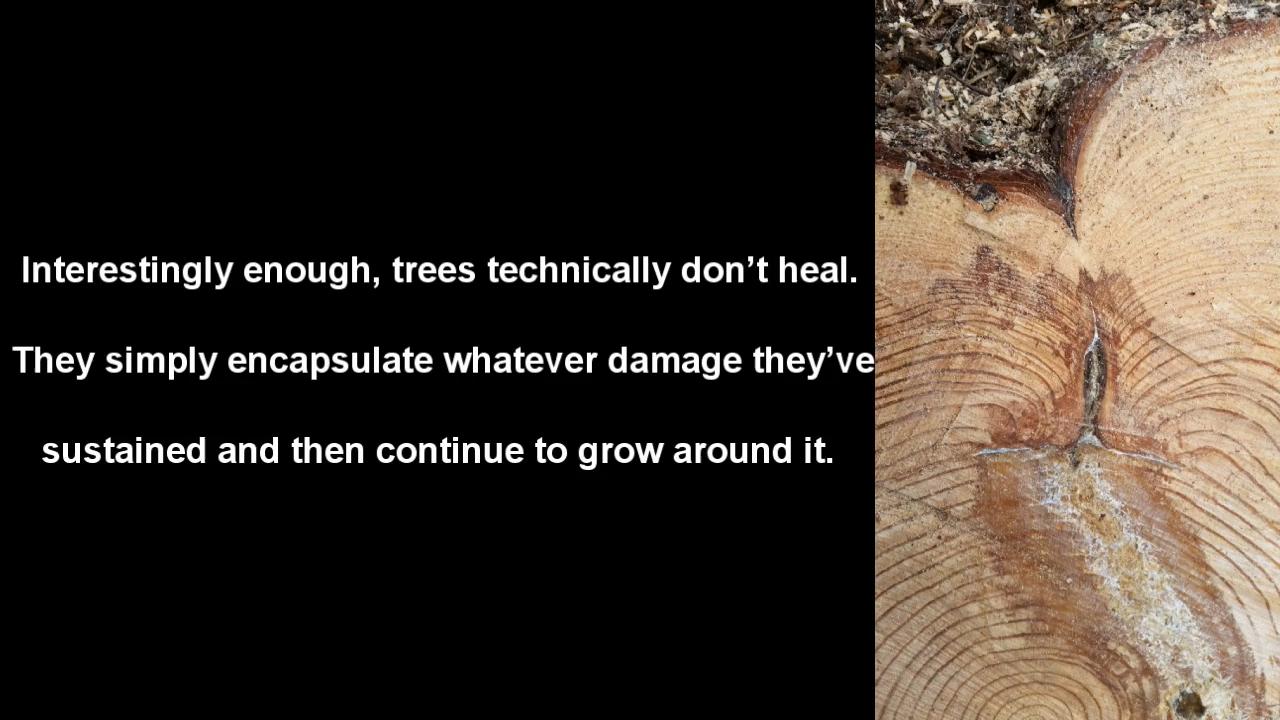 Interestingly enough, trees technically don’t heal.
They simply encapsulate whatever damage they’ve
sustained and then continue to grow around it.